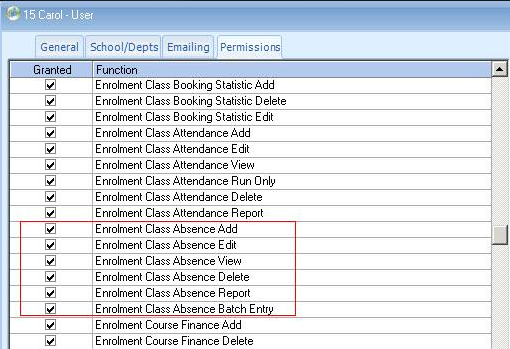 15 Carol - User
General School/Depts Emailing Permissions
Granted Function
Enrolment Class Booking Statistic Add
Enrolment Class Booking Statistic Delete
Enrolment Class Booking Statistic Edit
Enrolment Class Attendance Add
Enrolment Class Attendance Edit
Enrolment Class Attendance View
Enrolment Class Attendance Run Only
Enrolment Class Attendance Delete
Enrolment Class Attendance Report
Enrolment Class Absence Add
Enrolment Class Absence Edit
Enrolment Class Absence View
Enrolment Class Absence Delete
Enrolment Class Absence Report
Enrolment Class Absence Batch Entry
Enrolment Course Finance Add
Enrolment Course Finance Delete